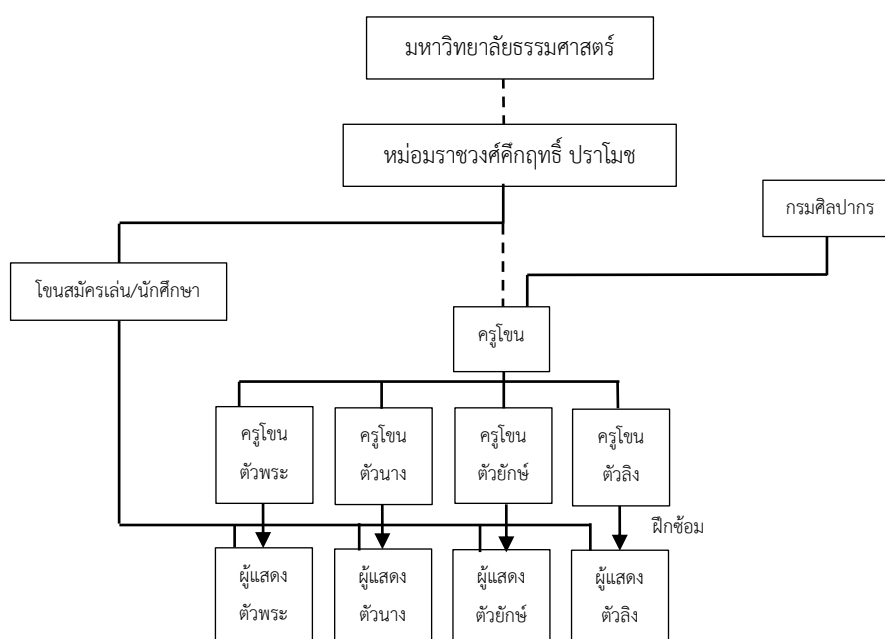 มหาวิทยาลัยธรรมศาสตร์
หม่อมราชวงศ์คึกฤทธิ์ ปราโมช
กรมศิลปากร
โขนสมัครเล่น/นักศึกษา
ครูโขน
ครูโขน
ตัวพระ
ครูโขน
ตัวนาง
ครูโขน
ตัวยักษ์
ครูโขน
ตัวลิง
ฝึกซ้อม
ผู้แสดง
ตัวพระ
ผู้แสดง
ตัวนาง
ผู้แสดง
ตัวยักษ์
ผู้แสดง
ตัวลิง